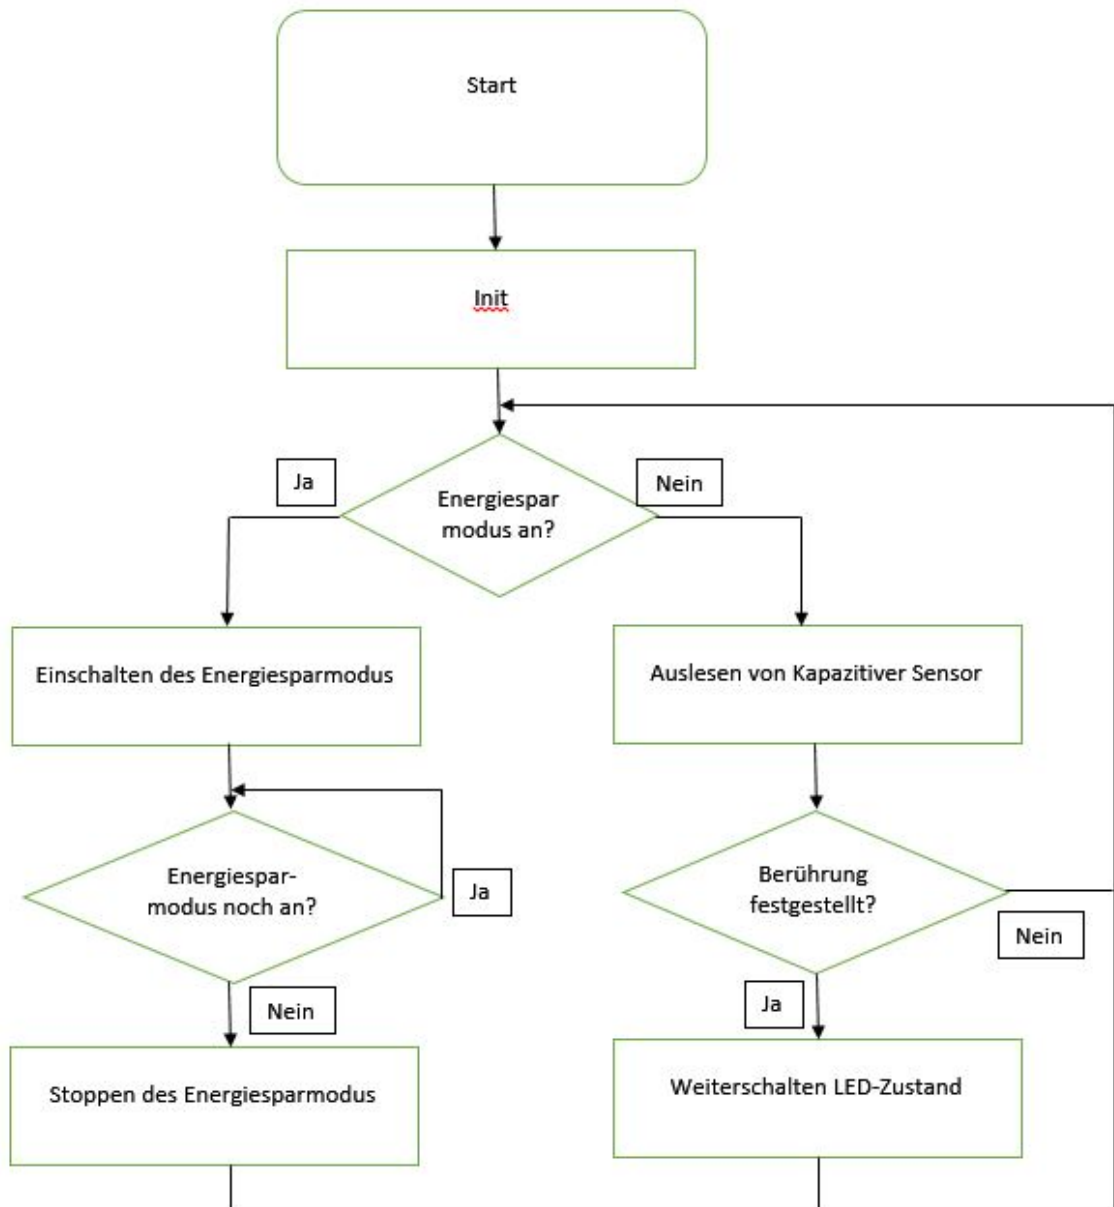 Start
Init
Ja
Nein
Energiespar
modus an?
Einschalten des Energiesparmodus
Auslesen von Kapazitiver Sensor
Energiespar-
modus noch an?
Ja
Berührung
festgestellt?
Nein
Nein
Ja
Stoppen des Energiesparmodus
Weiterschalten LED-Zustand